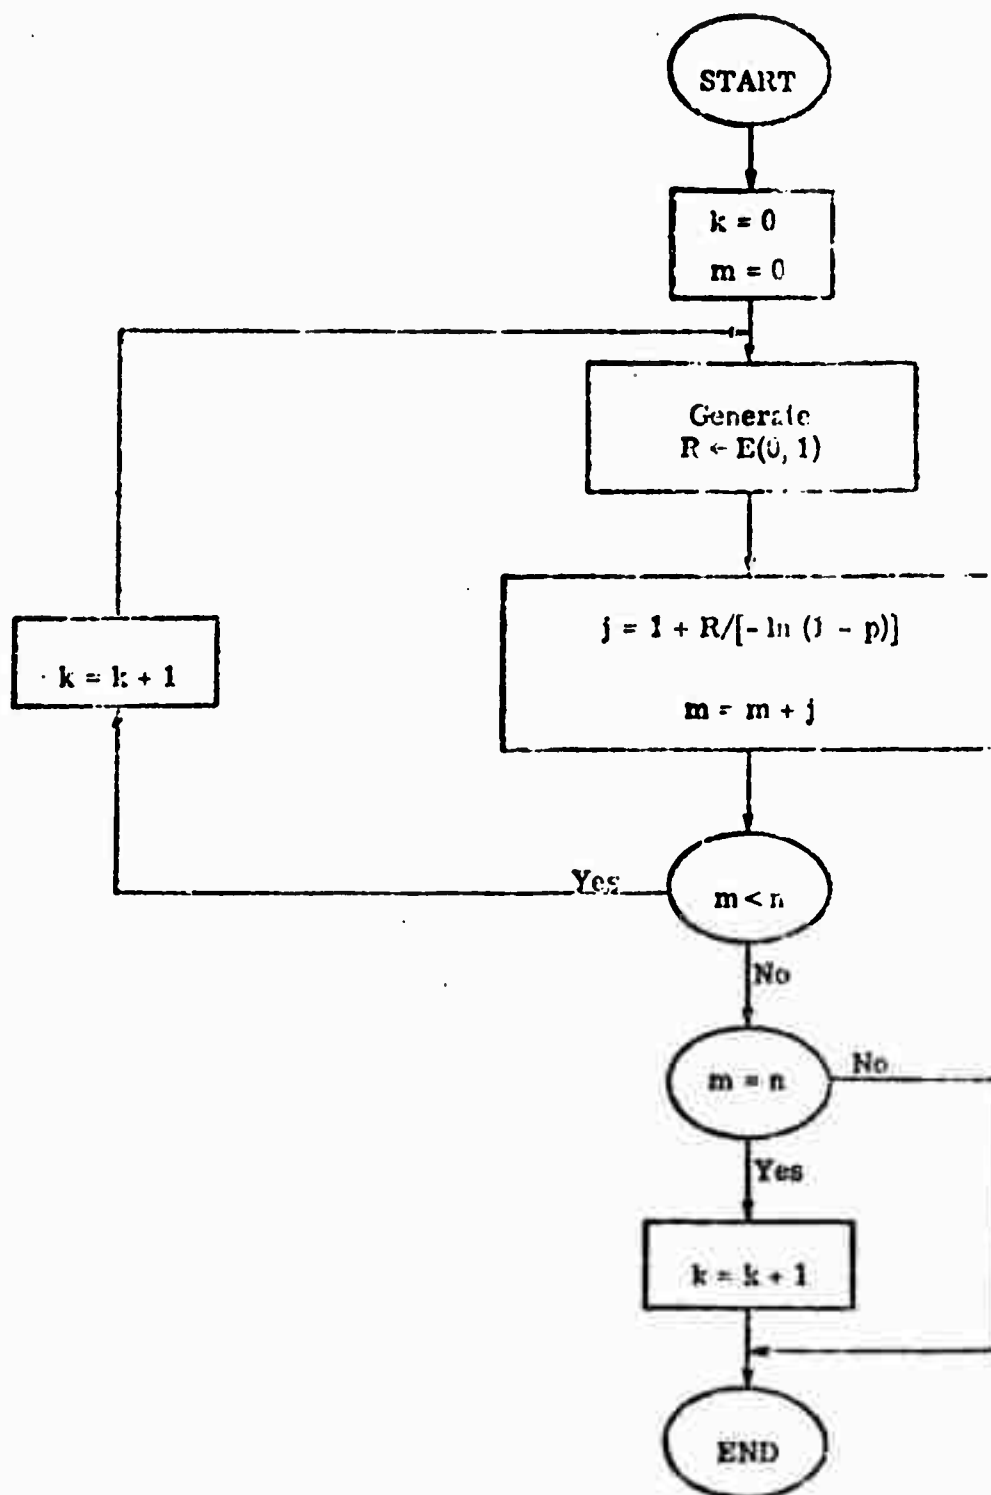 START
k = 0
m = 0
Generate
R ← E(0, 1)
j = 1 + R/[- ln (1 - p)]
m = m + j
k = k + 1
Yes
m < n
No
m = n
No
Yes
k = k + 1
END